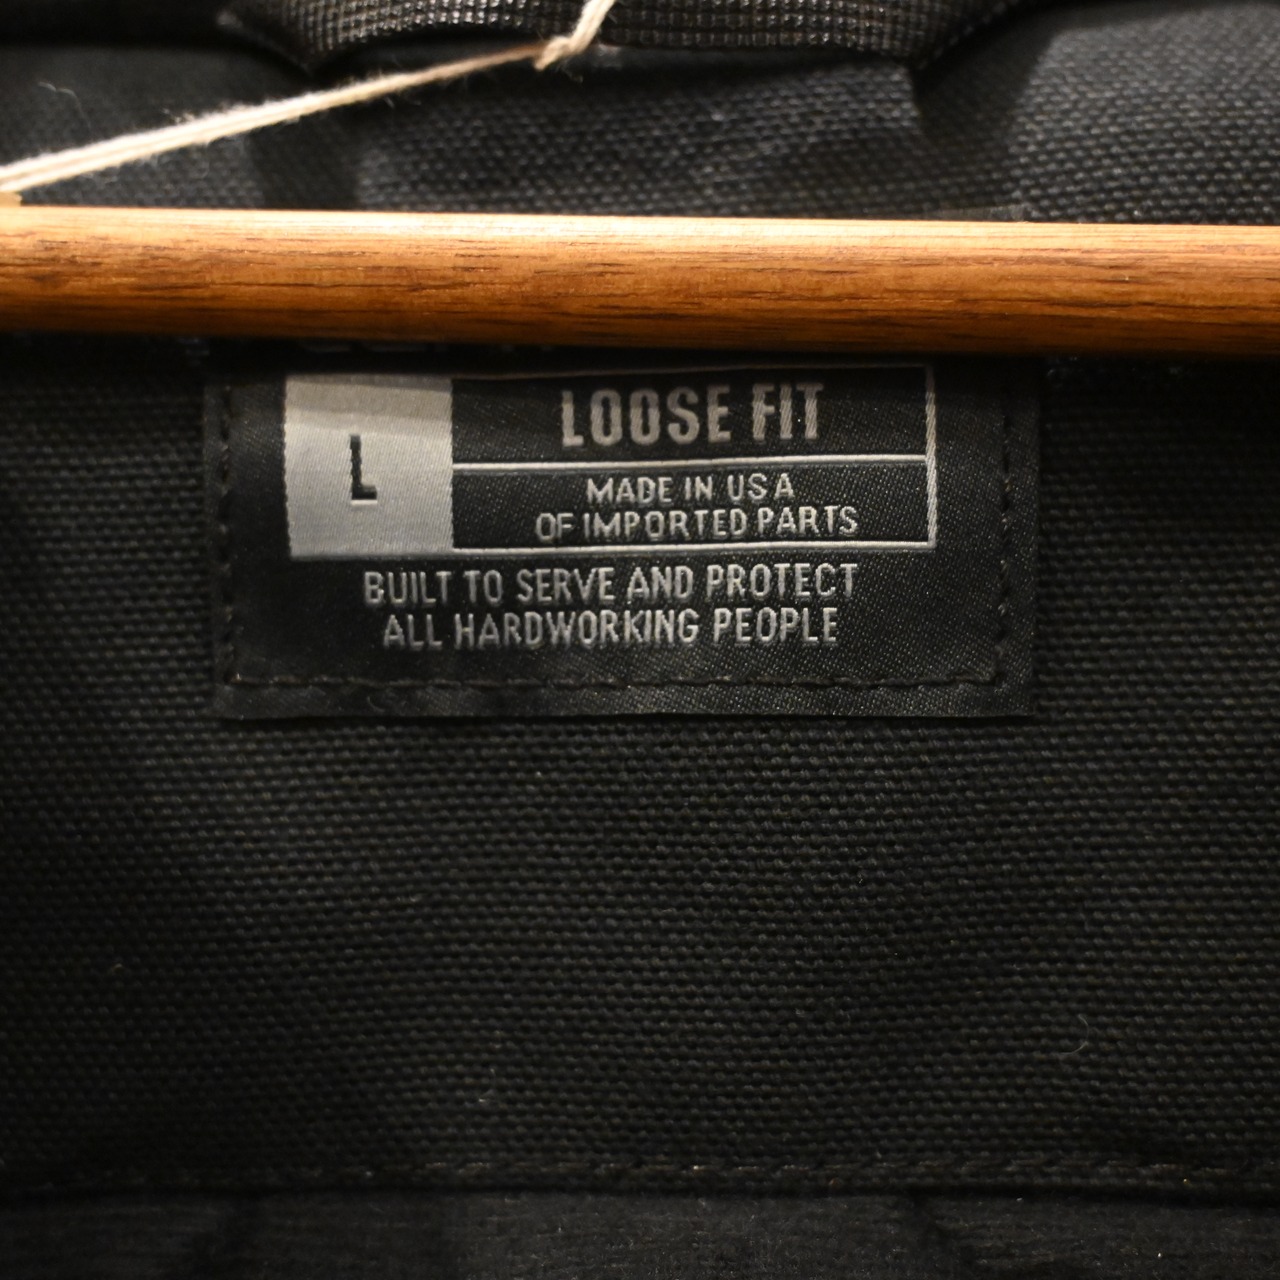 LOOSE FIT
L
MADE IN USA
OF IMPORTED PARTS
BUILT TO SERVE AND PROTECT
ALL HARDWORKING PEOPLE